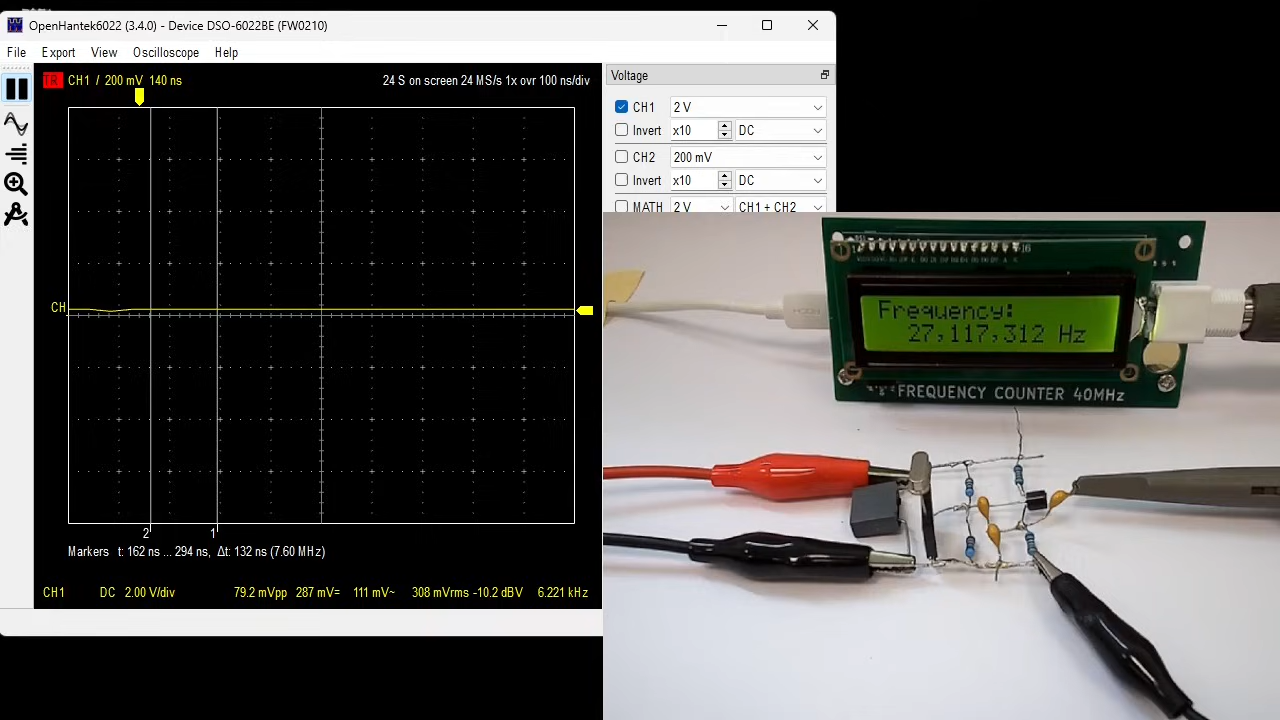 OpenHantek6022 (3.4.0) - Device DSO-6022BE (FW0210)
File Export View Oscilloscope Help
TR CH1 / 200 mV 140 ns
24 S on screen 24 MS/s 1x ovr 100 ns/div
CH
2 1
Markers t: 162 ns ... 294 ns, Δt: 132 ns (7.60 MHz)
CH1 DC 2.00 V/div 79.2 mVpp 287 mV= 111 mV~ 308 mVrms -10.2 dBV 6.221 kHz
Voltage
CH1 2 V
Invert x10 DC
CH2 200 mV
Invert x10 DC
MATH 2 V CH1 + CH2
Frequency:
27,117,312 Hz
FREQUENCY COUNTER 40MHz